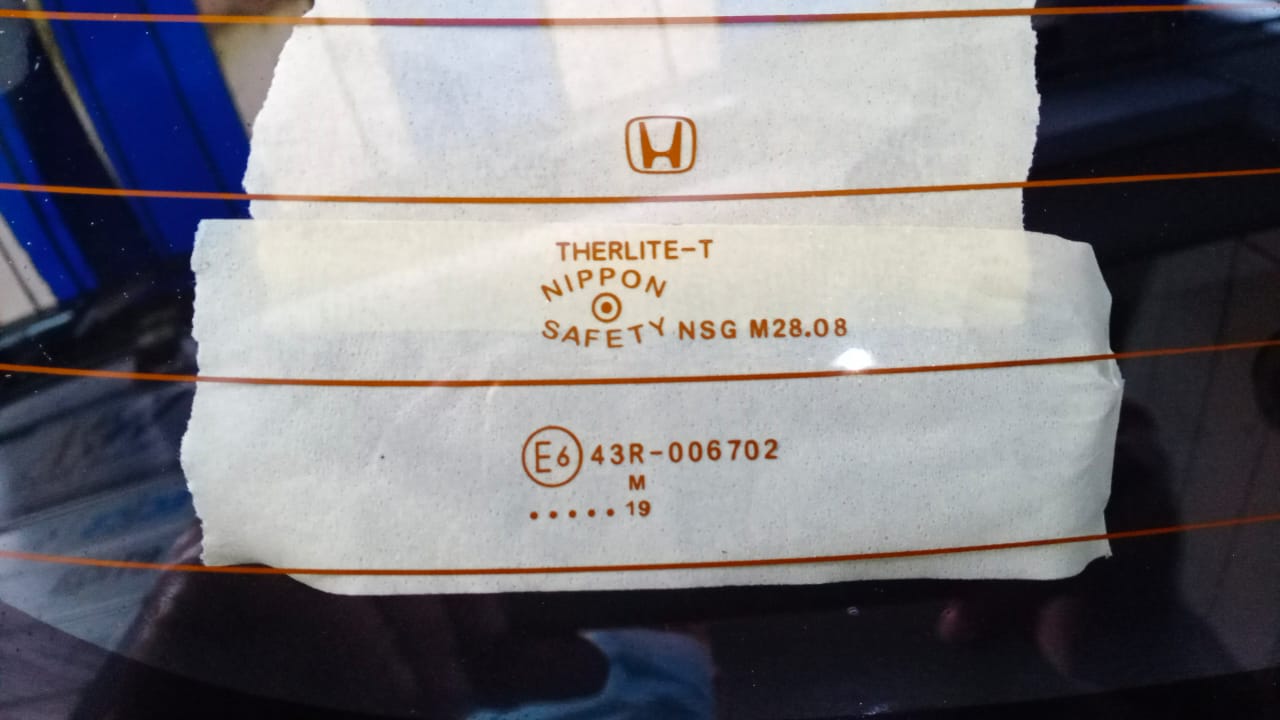 THERLITE-T
NIPPON
SAFETY NSG M28.08
E6 43R-006702
M
.....19